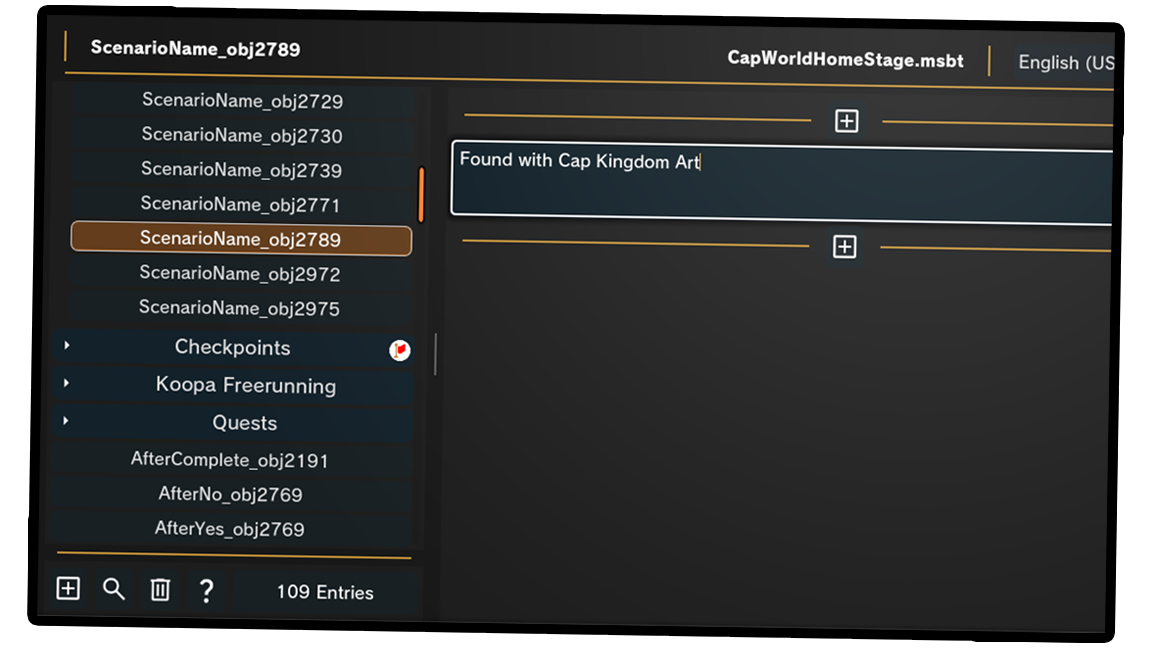 ScenarioName_obj2789
CapWorldHomeStage.msbt
English (US
ScenarioName_obj2729
ScenarioName_obj2730
ScenarioName_obj2739
ScenarioName_obj2771
ScenarioName_obj2789
ScenarioName_obj2972
ScenarioName_obj2975
Checkpoints
Koopa Freerunning
Quests
AfterComplete_obj2191
AfterNo_obj2769
AfterYes_obj2769
109 Entries
Found with Cap Kingdom Art